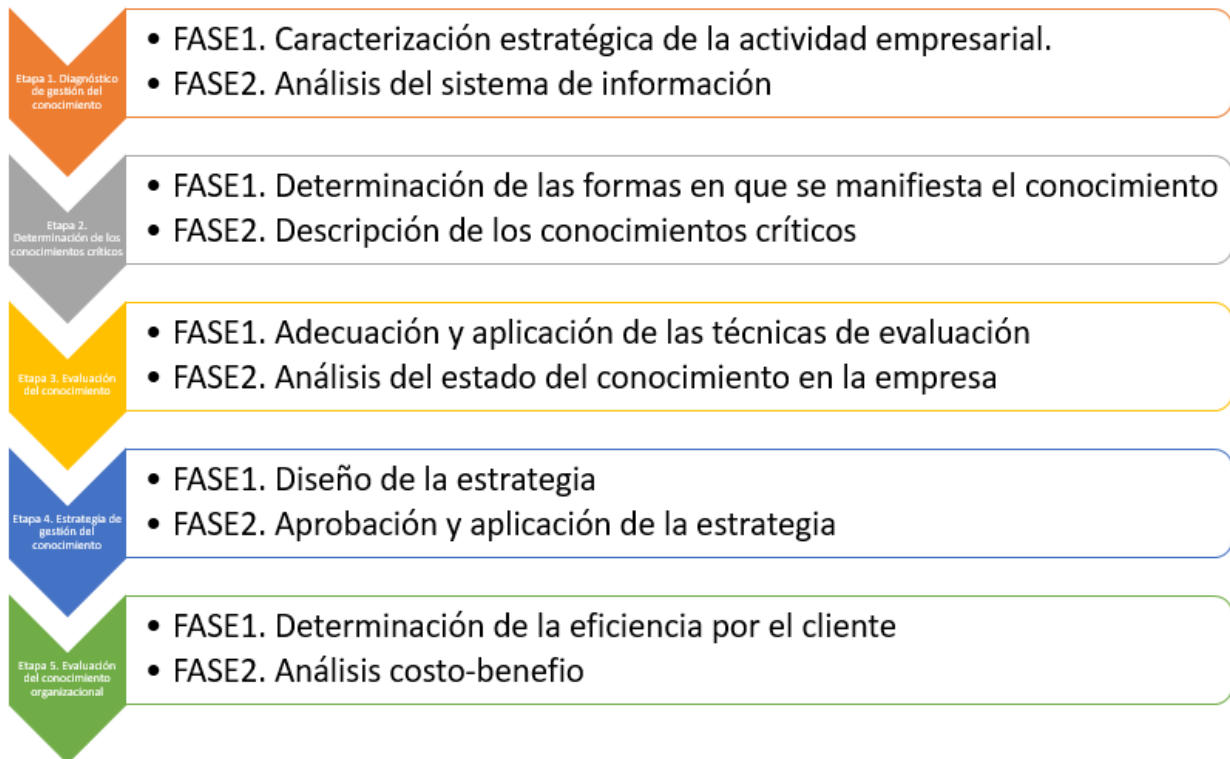 Etapa 1. Diagnóstico
de gestión del
conocimiento
• FASE1. Caracterización estratégica de la actividad empresarial.
• FASE2. Análisis del sistema de información
Etapa 2.
Determinación de los
conocimientos críticos
• FASE1. Determinación de las formas en que se manifiesta el conocimiento
• FASE2. Descripción de los conocimientos críticos
Etapa 3. Evaluación
del conocimiento
• FASE1. Adecuación y aplicación de las técnicas de evaluación
• FASE2. Análisis del estado del conocimiento en la empresa
Etapa 4. Estrategia de
gestión del
conocimiento
• FASE1. Diseño de la estrategia
• FASE2. Aprobación y aplicación de la estrategia
Etapa 5. Evaluación
del conocimiento
organizacional
• FASE1. Determinación de la eficiencia por el cliente
• FASE2. Análisis costo-benefio